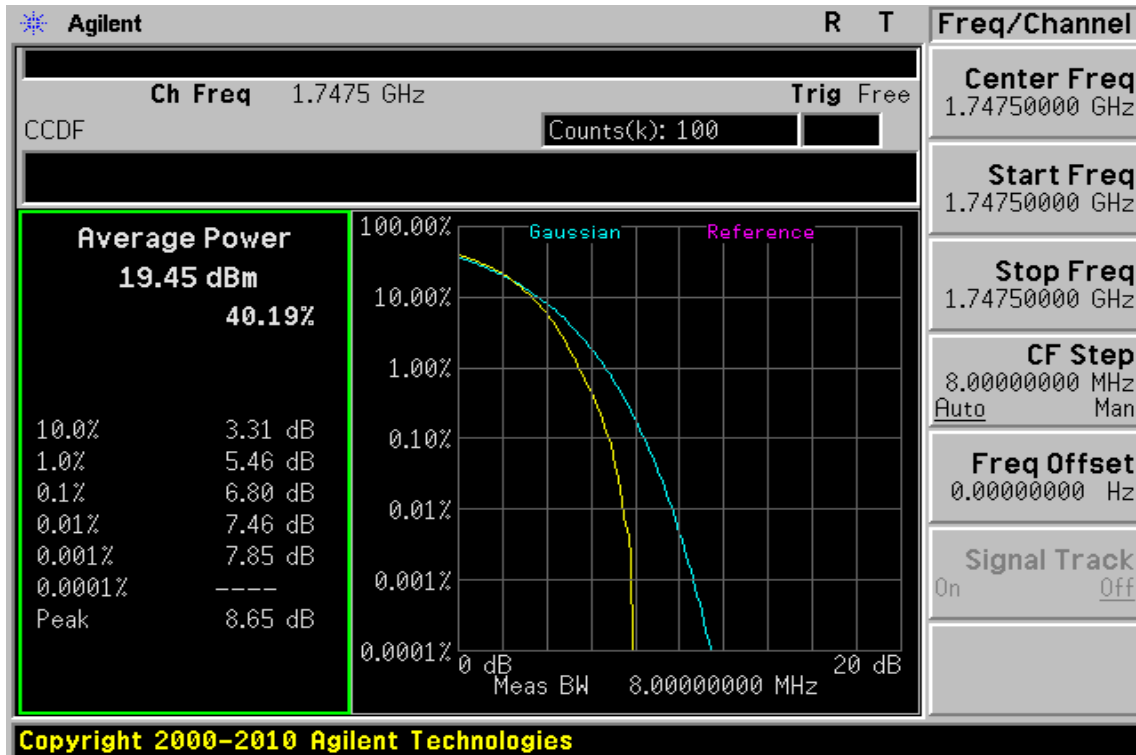 Agilent R T
Ch Freq 1.7475 GHz Trig Free
CCDF
Counts(k): 100
Average Power
19.45 dBm
40.19%
10.0% 3.31 dB
1.0% 5.46 dB
0.1% 6.80 dB
0.01% 7.46 dB
0.001% 7.85 dB
0.0001% ----
Peak 8.65 dB
Gaussian Reference
100.00%
10.00%
1.00%
0.10%
0.01%
0.001%
0.0001%
0 dB 20 dB
Meas BW 8.00000000 MHz
Freq/Channel
Center Freq
1.74750000 GHz
Start Freq
1.74750000 GHz
Stop Freq
1.74750000 GHz
CF Step
8.00000000 MHz
Auto Man
Freq Offset
0.00000000 Hz
Signal Track
On Off
Copyright 2000-2010 Agilent Technologies